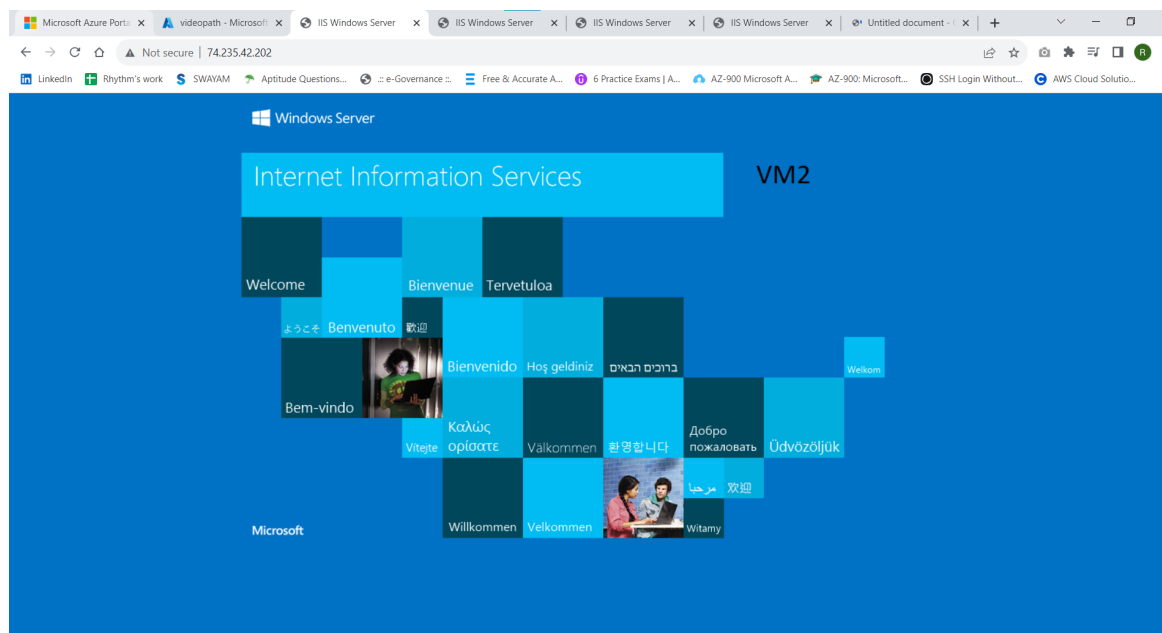 Microsoft Azure Porta
videopath - Microsoft
IIS Windows Server
IIS Windows Server
IIS Windows Server
IIS Windows Server
Untitled document -
Not secure | 74.235.42.202
LinkedIn
Rhythm's work
SWAYAM
Aptitude Questions...
.:: e-Governance ::.
Free & Accurate A...
6 Practice Exams | A...
AZ-900 Microsoft A...
AZ-900: Microsoft...
SSH Login Without...
AWS Cloud Solutio...
R
Windows Server
Internet Information Services
VM2
Welcome
Bienvenue
Tervetuloa
ようこそ
Benvenuto
歡迎
Bienvenido
Hoş geldiniz
ברוכים הבאים
Welkom
Bem-vindo
Vítejte
Καλώς
ορίσατε
Välkommen
환영합니다
Добро
пожаловать
Üdvözöljük
مرحبا
欢迎
Microsoft
Willkommen
Velkommen
Witamy